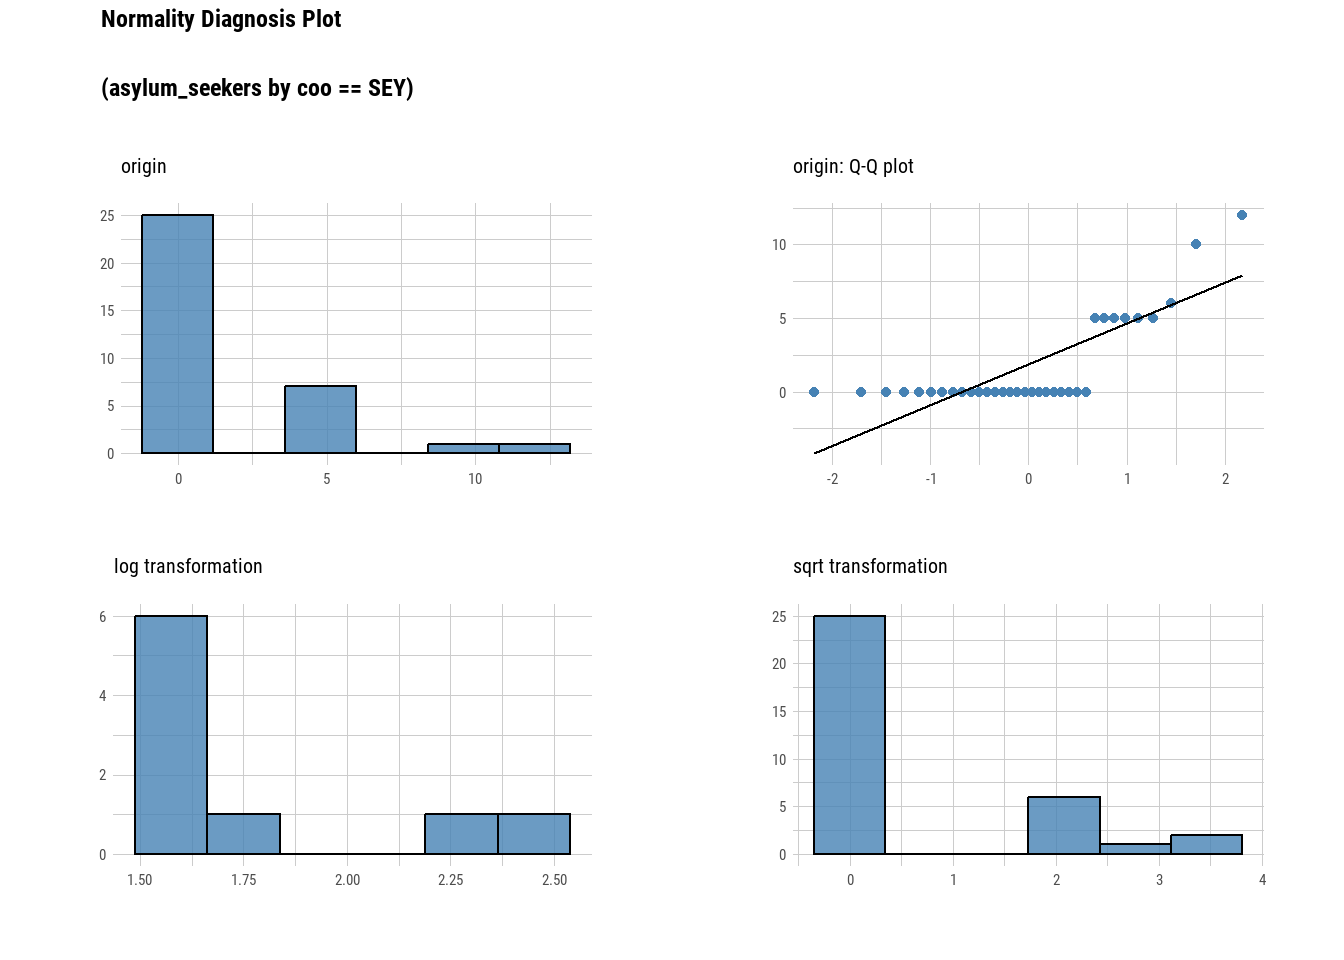 Normality Diagnosis Plot
(asylum_seekers by coo == SEY)
origin
25
20
15
10
5
0
0 5 10
origin: Q-Q plot
10
5
0
-2 -1 0 1 2
log transformation
6
4
2
0
1.50 1.75 2.00 2.25 2.50
sqrt transformation
25
20
15
10
5
0
0 1 2 3 4